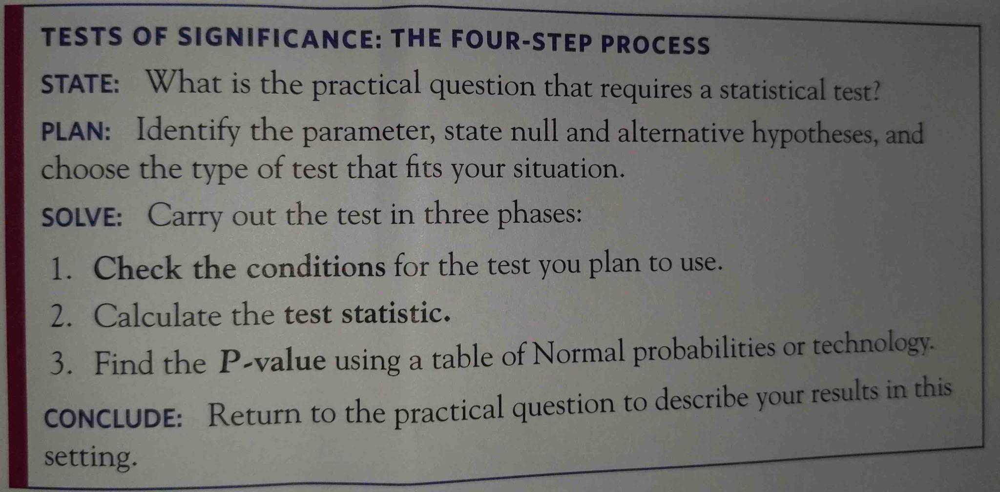 TESTS OF SIGNIFICANCE: THE FOUR-STEP PROCESS
STATE: What is the practical question that requires a statistical test?
PLAN: Identify the parameter, state null and alternative hypotheses, and
choose the type of test that fits your situation.
SOLVE: Carry out the test in three phases:
1. Check the conditions for the test you plan to use.
2. Calculate the test statistic.
3. Find the P-value using a table of Normal probabilities or technology.
CONCLUDE: Return to the practical question to describe your results in this
setting.